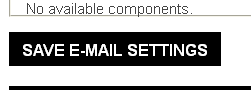 No available components.
SAVE E-MAIL SETTINGS